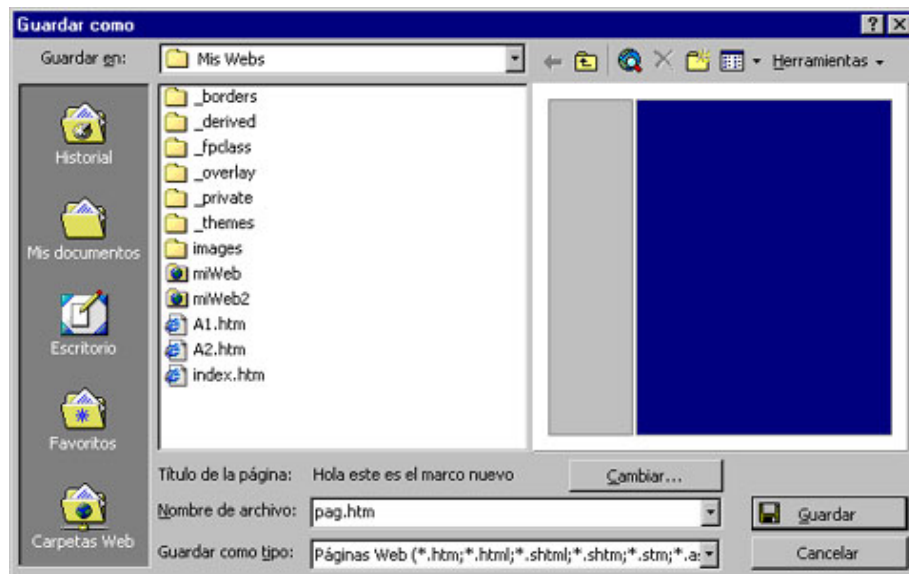 Guardar como
Guardar en: Mis Webs
Herramientas
Historial
Mis documentos
Escritorio
Favoritos
Carpetas Web
_borders
_derived
_fpclass
_overlay
_private
_themes
images
miWeb
miWeb2
A1.htm
A2.htm
index.htm
Título de la página: Hola este es el marco nuevo Cambiar...
Nombre de archivo: pag.htm Guardar
Guardar como tipo: Páginas Web (*.htm;*.html;*.shtml;*.shtm;*.stm;*.a Cancelar